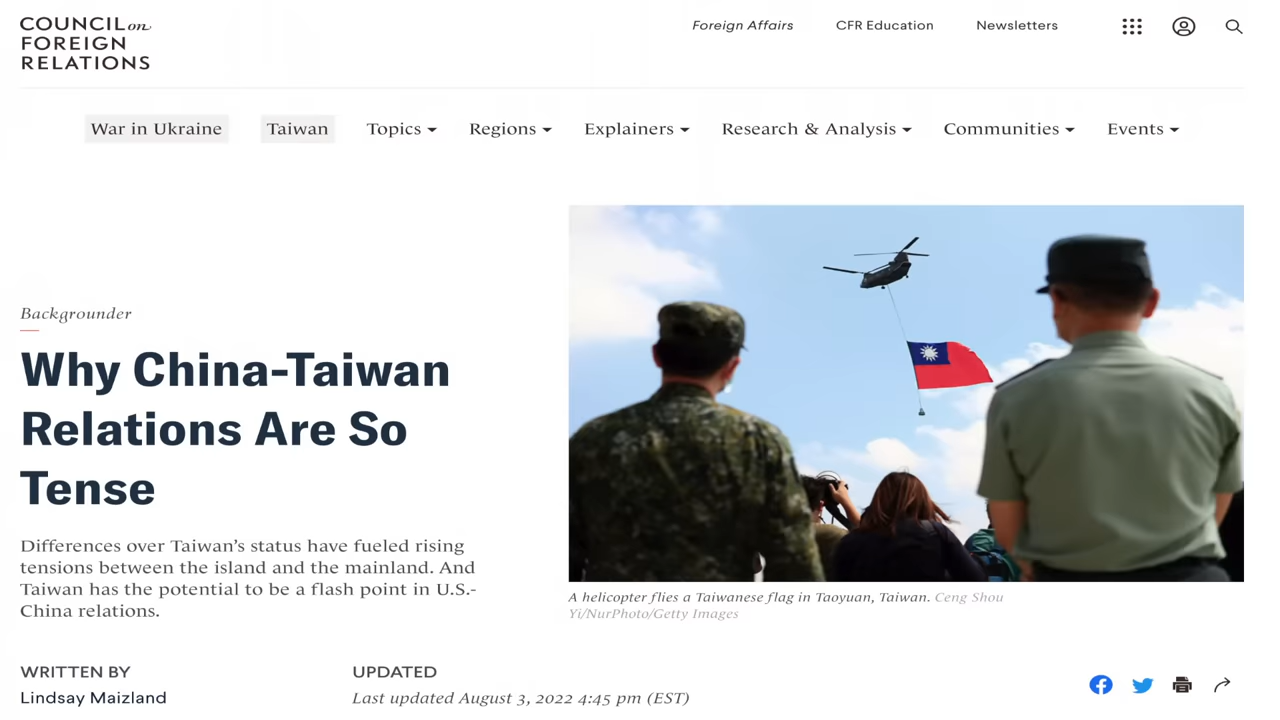 COUNCIL on
FOREIGN
RELATIONS
Foreign Affairs
CFR Education
Newsletters
War in Ukraine
Taiwan
Topics
Regions
Explainers
Research & Analysis
Communities
Events
Backgrounder
Why China-Taiwan
Relations Are So
Tense
Differences over Taiwan's status have fueled rising
tensions between the island and the mainland. And
Taiwan has the potential to be a flash point in U.S.-
China relations.
A helicopter flies a Taiwanese flag in Taoyuan, Taiwan. Ceng Shou
Yi/NurPhoto/Getty Images
WRITTEN BY
Lindsay Maizland
UPDATED
Last updated August 3, 2022 4:45 pm (EST)